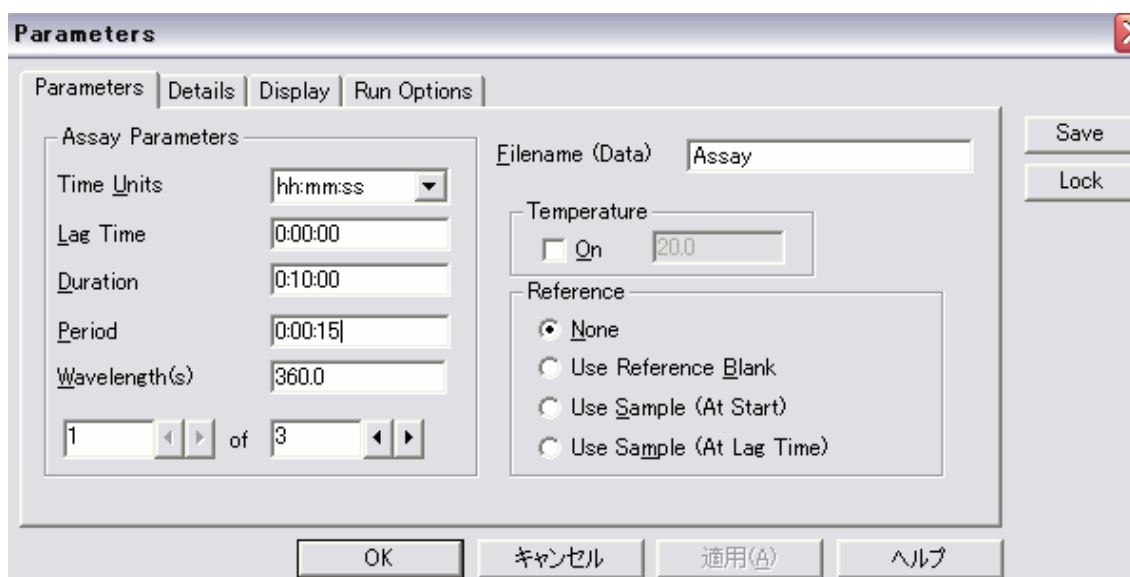 Parameters
Parameters Details Display Run Options
Assay Parameters
Time Units hh:mm:ss
Lag Time 0:00:00
Duration 0:10:00
Period 0:00:15
Wavelength(s) 360.0
1 of 3
Filename (Data) Assay
Temperature
On 20.0
Reference
None
Use Reference Blank
Use Sample (At Start)
Use Sample (At Lag Time)
Save
Lock
OK キャンセル 適用(A) ヘルプ